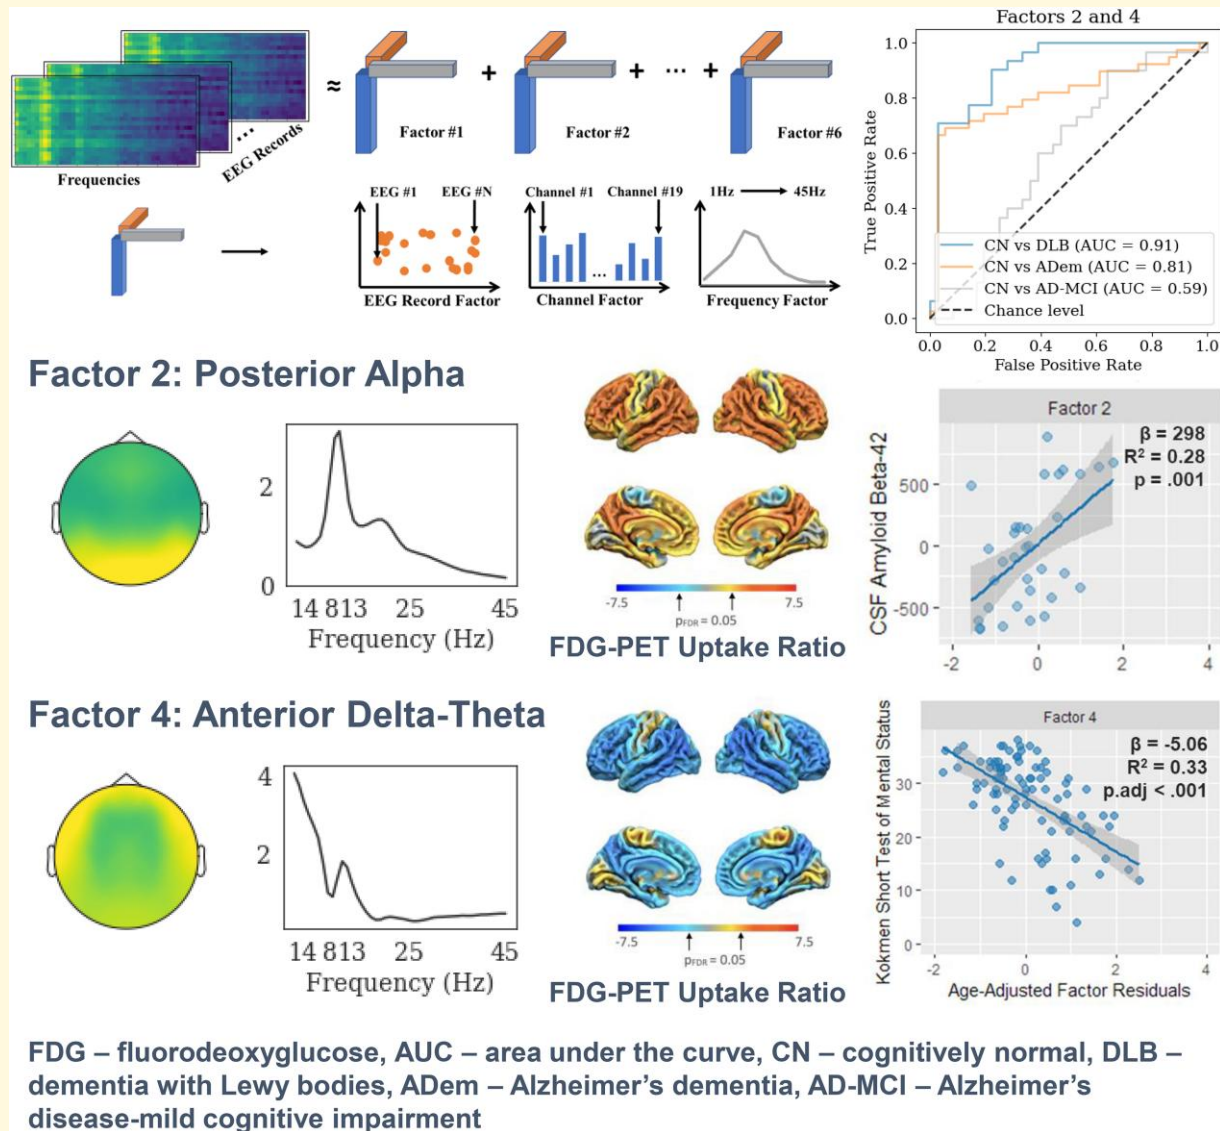 Frequencies
EEG Records
...
≈
Factor #1
+
Factor #2
+ ... +
Factor #6
EEG #1 EEG #N
EEG Record Factor
Channel #1 Channel #19
...
Channel Factor
1Hz 45Hz
Frequency Factor
Factors 2 and 4
True Positive Rate
1.0
0.8
0.6
0.4
0.2
0.0
CN vs DLB (AUC = 0.91)
CN vs ADem (AUC = 0.81)
CN vs AD-MCI (AUC = 0.59)
Chance level
0.0 0.2 0.4 0.6 0.8 1.0
False Positive Rate
Factor 2: Posterior Alpha
2
0
14 813 25 45
Frequency (Hz)
-7.5 7.5
pFDR = 0.05
FDG-PET Uptake Ratio
Factor 2
β = 298
R² = 0.28
p = .001
CSF Amyloid Beta-42
500
0
-500
-2 0 2 4
Factor 4: Anterior Delta-Theta
4
2
14 813 25 45
Frequency (Hz)
-7.5 7.5
pFDR = 0.05
FDG-PET Uptake Ratio
Factor 4
β = -5.06
R² = 0.33
p.adj < .001
Kokmen Short Test of Mental Status
30
20
10
0
-2 0 2 4
Age-Adjusted Factor Residuals
FDG – fluorodeoxyglucose, AUC – area under the curve, CN – cognitively normal, DLB –
dementia with Lewy bodies, ADem – Alzheimer's dementia, AD-MCI – Alzheimer's
disease-mild cognitive impairment